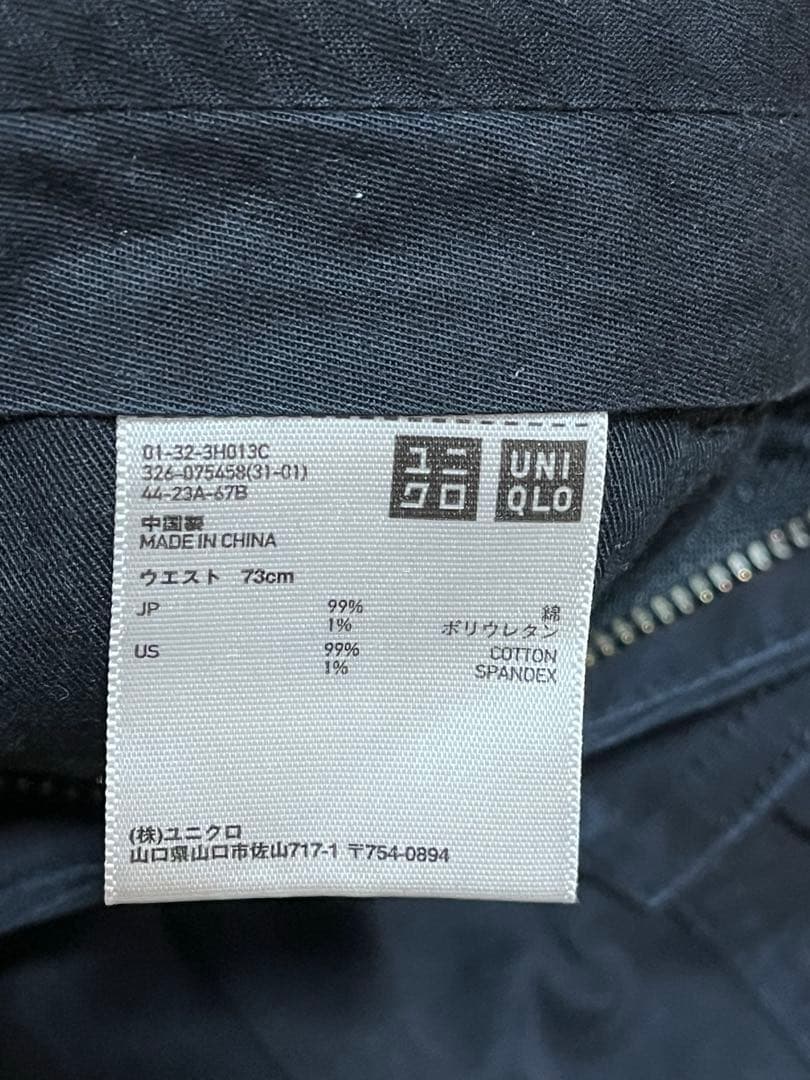 01-32-3H013C
326-075458(31-01)
44-23A-67B
ユニ
クロ
UNI
QLO
中国製
MADE IN CHINA
ウエスト 73cm
JP 99% 綿
1% ポリウレタン
US 99% COTTON
1% SPANDEX
(株)ユニクロ
山口県山口市佐山717-1 〒754-0894